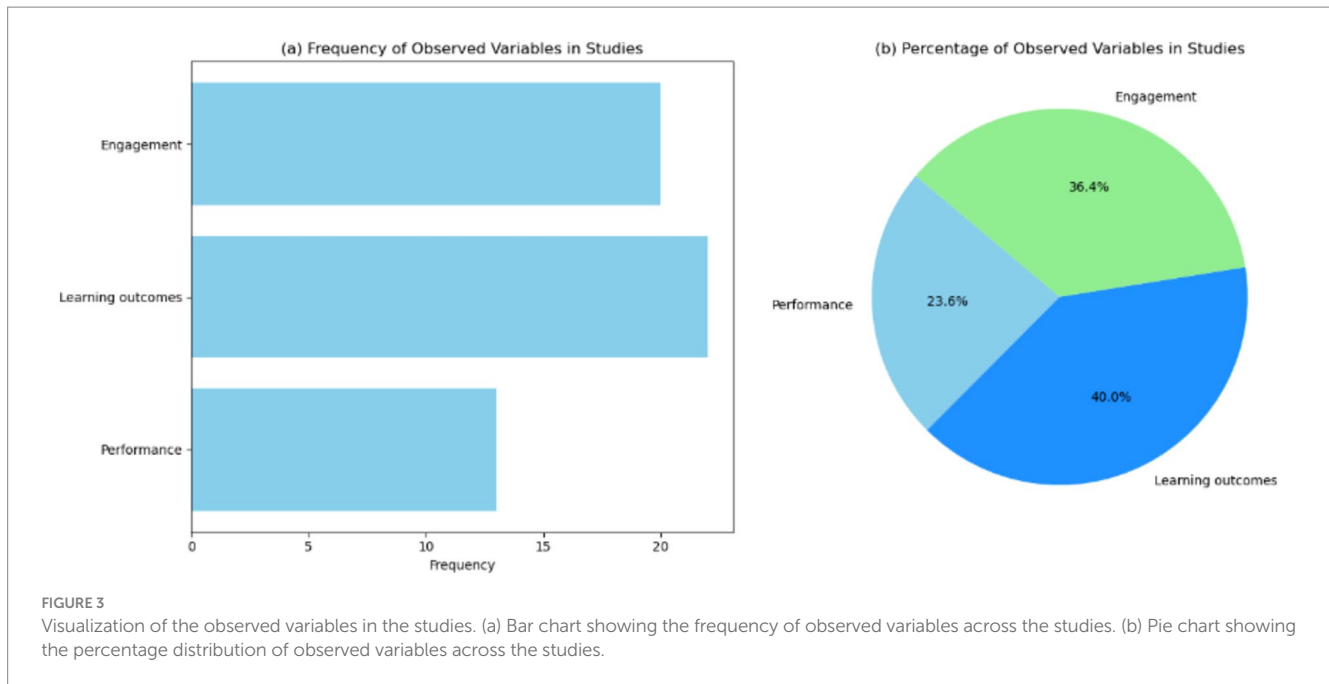 (a) Frequency of Observed Variables in Studies
Engagement
Learning outcomes
Performance
0 5 10 15 20
Frequency
(b) Percentage of Observed Variables in Studies
Engagement
36.4%
Performance
23.6%
40.0%
Learning outcomes
FIGURE 3
Visualization of the observed variables in the studies. (a) Bar chart showing the frequency of observed variables across the studies. (b) Pie chart showing
the percentage distribution of observed variables across the studies.